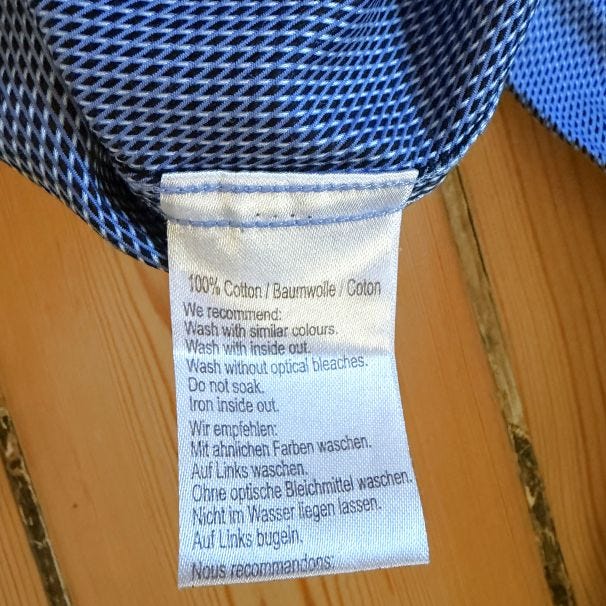 100% Cotton / Baumwolle / Coton
We recommend:
Wash with similar colours.
Wash with inside out.
Wash without optical bleaches.
Do not soak.
Iron inside out.
Wir empfehlen:
Mit ahnlichen Farben waschen.
Auf Links waschen.
Ohne optische Bleichmittel waschen.
Nicht im Wasser liegen lassen.
Auf Links bugeln.
Nous recommandons: